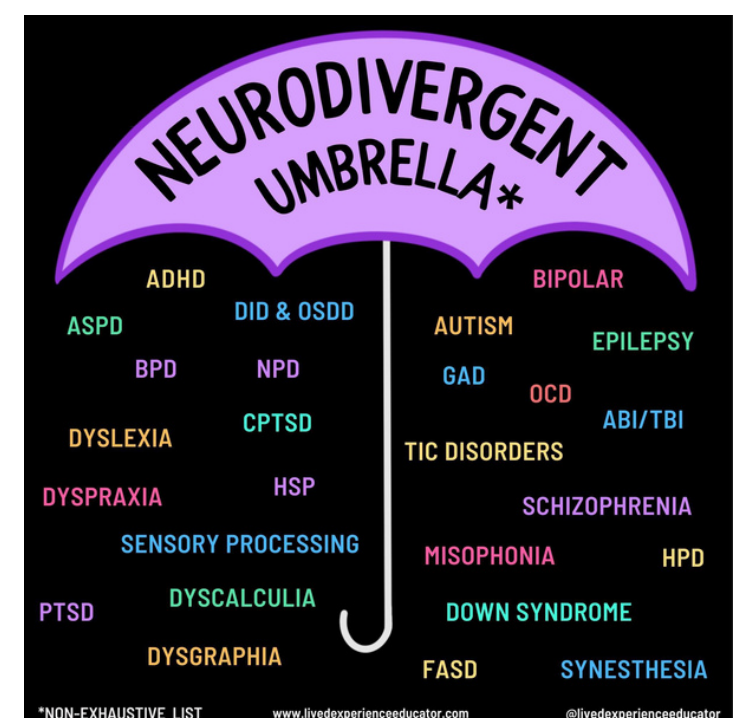 NEURODIVERGENT
UMBRELLA*
ADHD
ASPD
DID & OSDD
BPD
NPD
CPTSD
DYSLEXIA
DYSPRAXIA
HSP
SENSORY PROCESSING
PTSD
DYSCALCULIA
DYSGRAPHIA
BIPOLAR
AUTISM
EPILEPSY
GAD
OCD
ABI/TBI
TIC DISORDERS
SCHIZOPHRENIA
MISOPHONIA
HPD
DOWN SYNDROME
FASD
SYNESTHESIA
*NON-EXHAUSTIVE LIST
www.livedexperienceeducator.com
@livedexperienceeducator